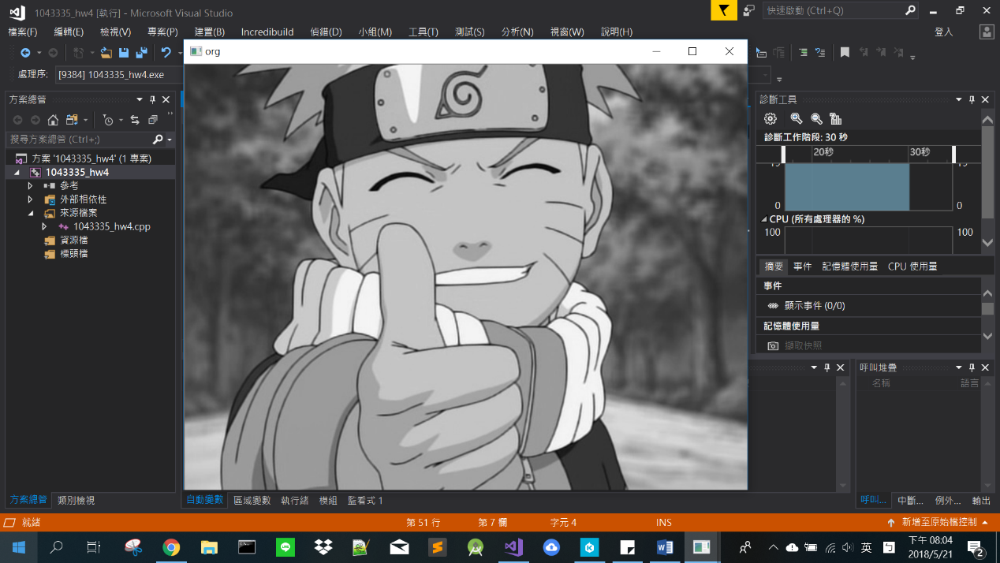 1043335_hw4 [執行] - Microsoft Visual Studio
快速啟動 (Ctrl+Q)
檔案(F) 編輯(E) 檢視(V) 專案(P) 建置(B) Incredibuild 偵錯(D) 小組(M) 工具(T) 測試(S) 分析(N) 視窗(W) 說明(H)
登入
處理序: [9384] 1043335_hw4.exe
org
方案總管
搜尋方案總管 (Ctrl+;)
方案 '1043335_hw4' (1 專案)
1043335_hw4
參考
外部相依性
來源檔案
1043335_hw4.cpp
資源檔
標頭檔
方案總管 類別檢視
診斷工具
診斷工作階段: 30 秒
20秒 30秒
15 15
0 0
CPU (所有處理器的 %)
100 100
摘要 事件 記憶體使用量 CPU 使用量
事件
顯示事件 (0/0)
記憶體使用量
擷取快照
呼叫堆疊
名稱 語言
自動變數 區域變數 執行緒 模組 監看式 1
呼叫... 中斷... 例外... 輸出
就緒 第 51 行 第 7 欄 字元 4 INS 新增至原始檔控制
英
下午 08:04
2018/5/21
2